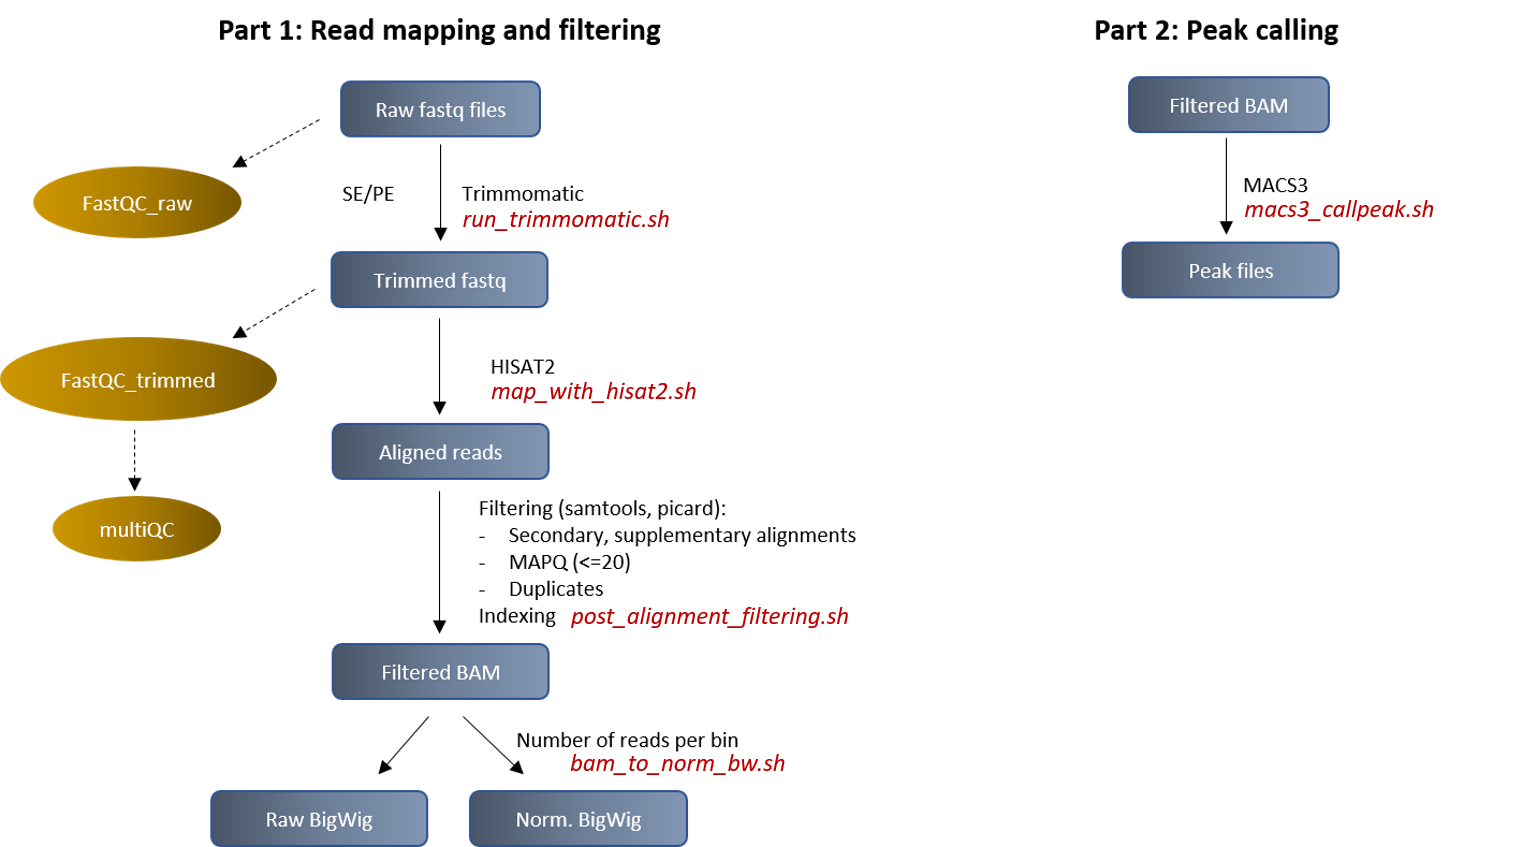 Part 1: Read mapping and filtering
Raw fastq files
FastQC_raw
SE/PE
Trimmomatic
run_trimmomatic.sh
Trimmed fastq
FastQC_trimmed
HISAT2
map_with_hisat2.sh
Aligned reads
multiQC
Filtering (samtools, picard):
- Secondary, supplementary alignments
- MAPQ (<=20)
- Duplicates
Indexing post_alignment_filtering.sh
Filtered BAM
Number of reads per bin
bam_to_norm_bw.sh
Raw BigWig
Norm. BigWig
Part 2: Peak calling
Filtered BAM
MACS3
macs3_callpeak.sh
Peak files